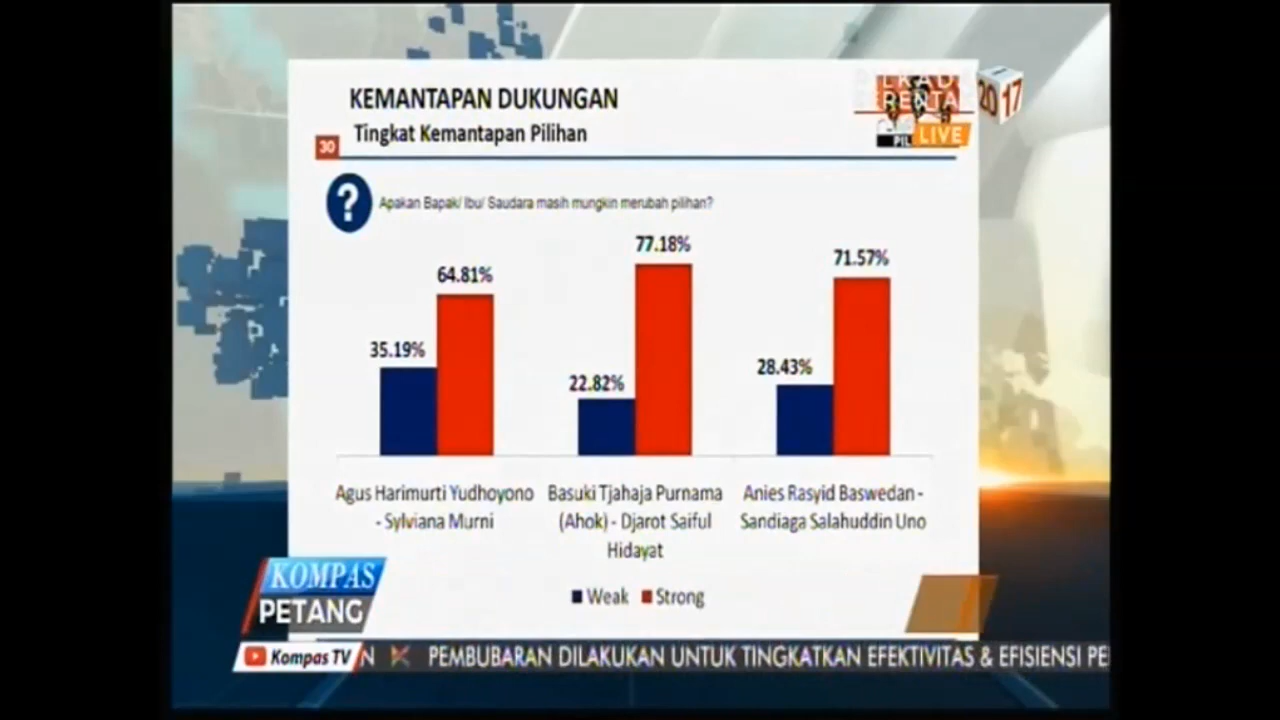 KEMANTAPAN DUKUNGAN
Tingkat Kemantapan Pilihan
30
2017
LIVE
?
Apakan Bapak/ Ibu/ Saudara masih mungkin merubah pilihan?
35.19%
64.81%
22.82%
77.18%
28.43%
71.57%
Agus Harimurti Yudhoyono
- Sylviana Murni
Basuki Tjahaja Purnama
(Ahok) - Djarot Saiful
Hidayat
Anies Rasyid Baswedan -
Sandiaga Salahuddin Uno
Weak Strong
KOMPAS
PETANG
Kompas TV
N PEMBUBARAN DILAKUKAN UNTUK TINGKATKAN EFEKTIVITAS & EFISIENSI PE